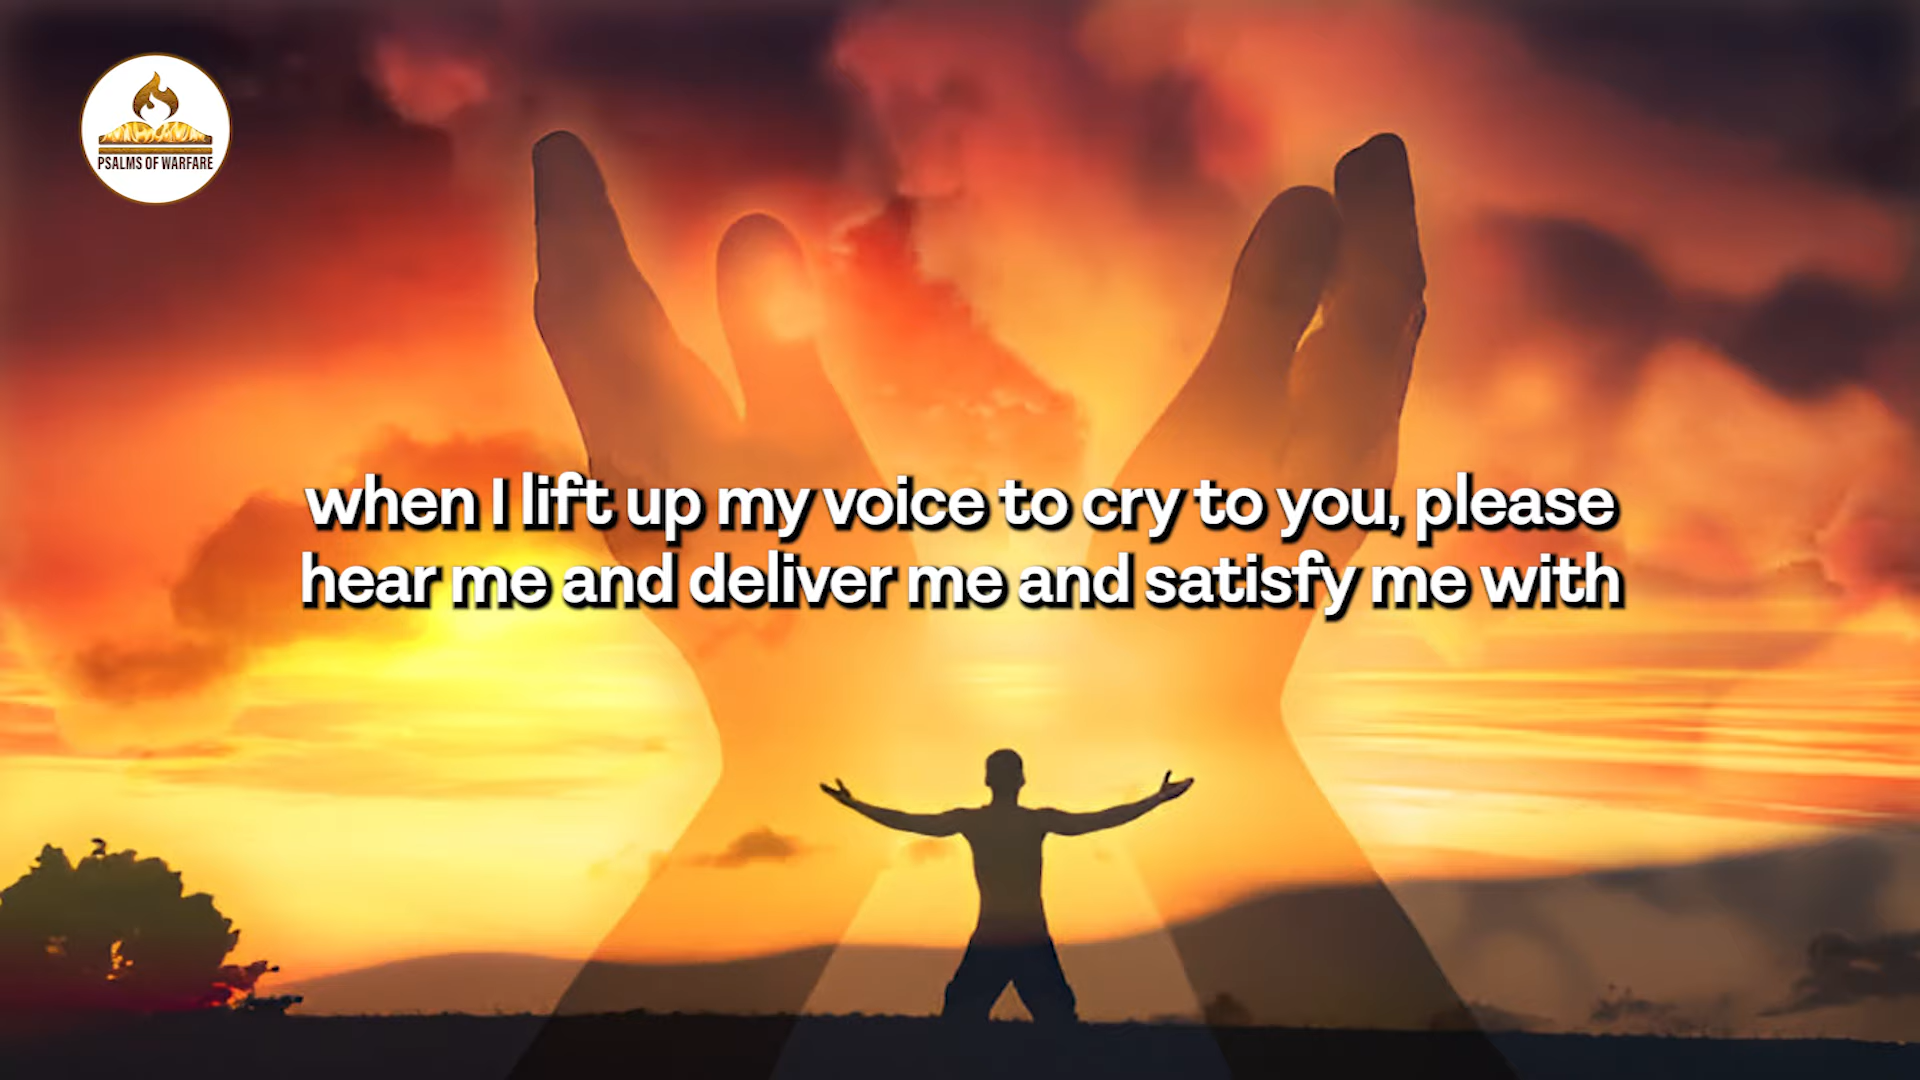 PSALMS OF WARFARE
when I lift up my voice to cry to you, please
hear me and deliver me and satisfy me with